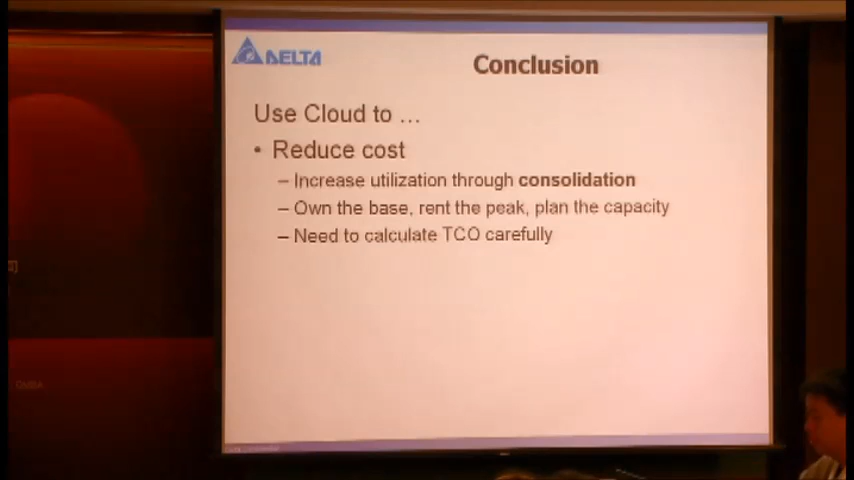 DELTA
Conclusion
Use Cloud to ...
• Reduce cost
– Increase utilization through consolidation
– Own the base, rent the peak, plan the capacity
– Need to calculate TCO carefully